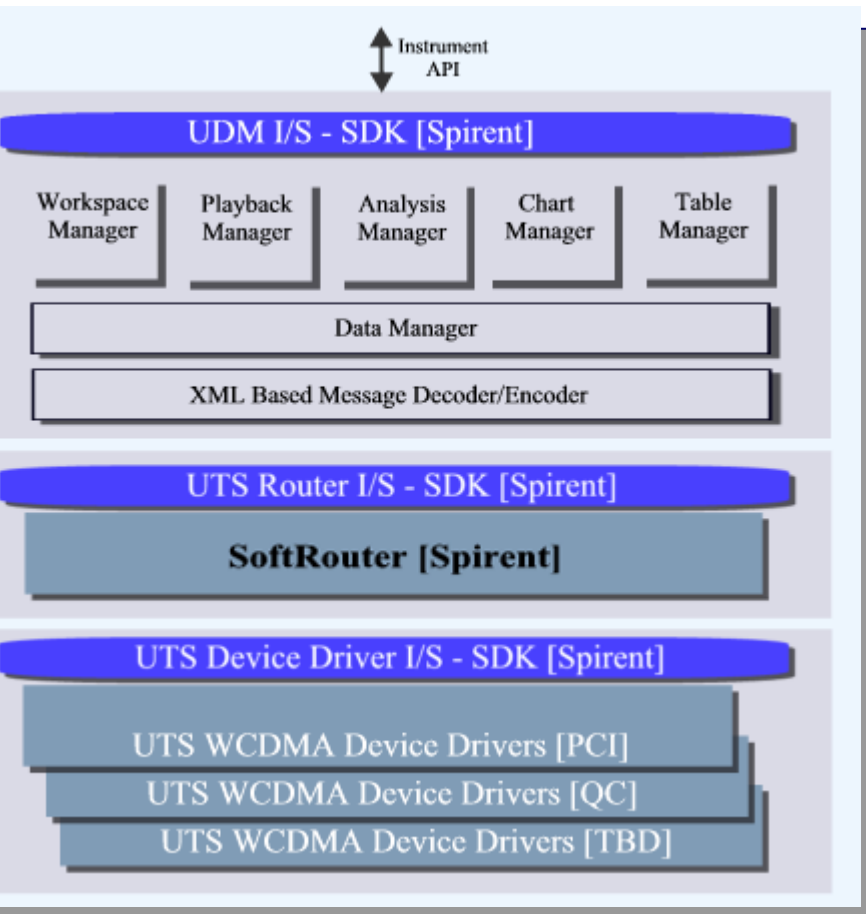 Instrument
API
UDM I/S - SDK [Spirent]
Workspace
Manager
Playback
Manager
Analysis
Manager
Chart
Manager
Table
Manager
Data Manager
XML Based Message Decoder/Encoder
UTS Router I/S - SDK [Spirent]
SoftRouter [Spirent]
UTS Device Driver I/S - SDK [Spirent]
UTS WCDMA Device Drivers [PCI]
UTS WCDMA Device Drivers [QC]
UTS WCDMA Device Drivers [TBD]